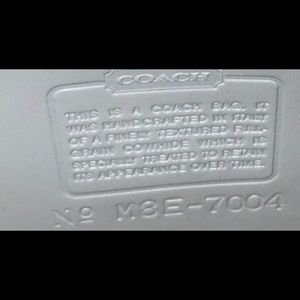 COACH
THIS IS A COACH BAG. IT
WAS HANDCRAFTED IN ITALY
OF A FINELY TEXTURED FULL-
GRAIN COWHIDE WHICH IS
SPECIALLY TREATED TO RETAIN
ITS APPEARANCE OVER TIME.
No M8E-7004